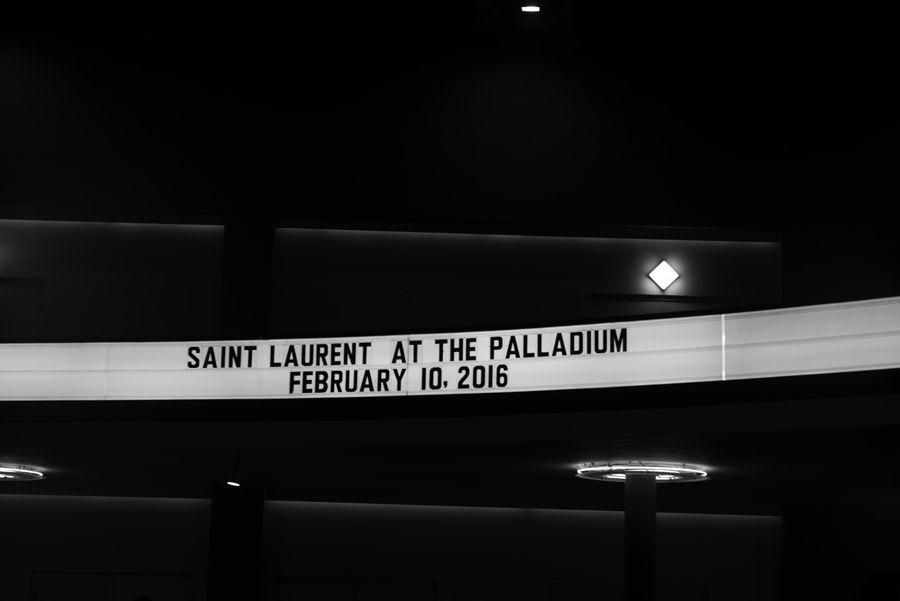 SAINT LAURENT AT THE PALLADIUM
FEBRUARY 10, 2016